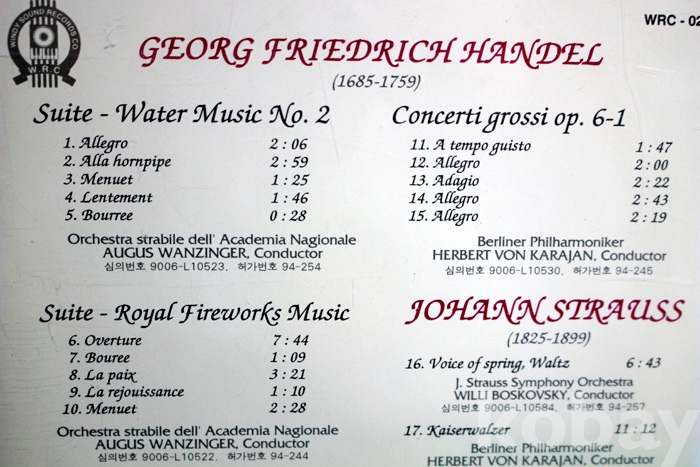 WINDY SOUND RECORDS CO.
W.R.C
WRC - 02
GEORG FRIEDRICH HANDEL
(1685-1759)
Suite - Water Music No. 2
1. Allegro 2 : 06
2. Alla hornpipe 2 : 59
3. Menuet 1 : 25
4. Lentement 1 : 46
5. Bourree 0 : 28
Orchestra strabile dell' Academia Nagionale
AUGUS WANZINGER, Conductor
심의번호 9006-L10523, 허가번호 94-254
Suite - Royal Fireworks Music
6. Overture 7 : 44
7. Bouree 1 : 09
8. La paix 3 : 21
9. La rejouissance 1 : 10
10. Menuet 2 : 28
Orchestra strabile dell' Academia Nagionale
AUGUS WANZINGER, Conductor
심의번호 9006-L10522, 허가번호 94-244
Concerti grossi op. 6-1
11. A tempo guisto 1 : 47
12. Allegro 2 : 00
13. Adagio 2 : 22
14. Allegro 2 : 43
15. Allegro 2 : 19
Berliner Philharmoniker
HERBERT VON KARAJAN, Conductor
심의번호 9006-L10530, 허가번호 94-245
JOHANN STRAUSS
(1825-1899)
16. Voice of spring, Waltz 6 : 43
J. Strauss Symphony Orchestra
WILLI BOSKOVSKY, Conductor
심의번호 9006-L10584, 허가번호 94-257
17. Kaiserwalzer 11 : 12
Berliner Philharmoniker
HERBERT VON KARAJAN, Conductor